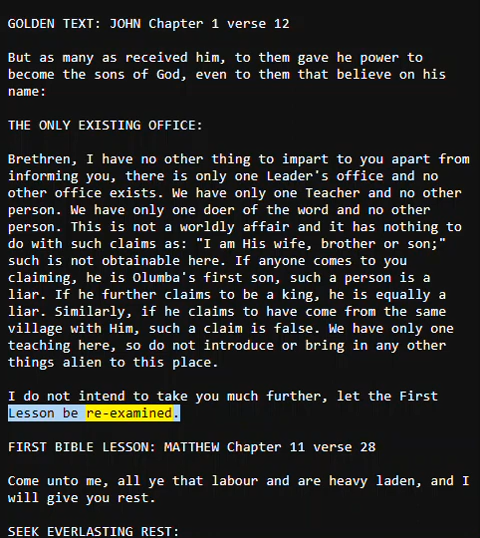 GOLDEN TEXT: JOHN Chapter 1 verse 12
But as many as received him, to them gave he power to
become the sons of God, even to them that believe on his
name:
THE ONLY EXISTING OFFICE:
Brethren, I have no other thing to impart to you apart from
informing you, there is only one Leader's office and no
other office exists. We have only one Teacher and no other
person. We have only one doer of the word and no other
person. This is not a worldly affair and it has nothing to
do with such claims as: "I am His wife, brother or son;"
such is not obtainable here. If anyone comes to you
claiming, he is Olumba's first son, such a person is a
liar. If he further claims to be a king, he is equally a
liar. Similarly, if he claims to have come from the same
village with Him, such a claim is false. We have only one
teaching here, so do not introduce or bring in any other
things alien to this place.
I do not intend to take you much further, let the First
Lesson be re-examined.
FIRST BIBLE LESSON: MATTHEW Chapter 11 verse 28
Come unto me, all ye that labour and are heavy laden, and I
will give you rest.
SEEK EVERLASTING REST: